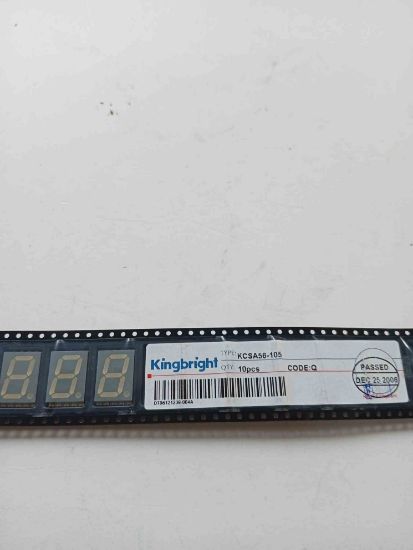 Kingbright
TYPE: KCSA56-105
QTY: 10pcs CODE:Q
PASSED
DEC 25 2006